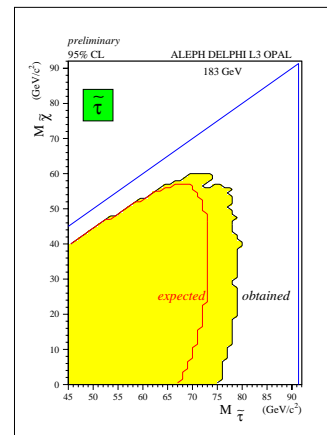 preliminary
95% CL ALEPH DELPHI L3 OPAL
183 GeV
M χ̃ (GeV/c²)
τ̃
90
80
70
60
50
40
30
20
10
0
expected obtained
45 50 55 60 65 70 75 80 85 90
M τ̃ (GeV/c²)